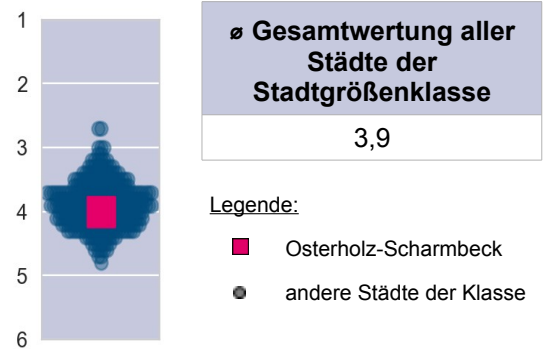 1
2
3
4
5
6
⌀ Gesamtwertung aller
Städte der
Stadtgrößenklasse
3,9
Legende:
Osterholz-Scharmbeck
andere Städte der Klasse